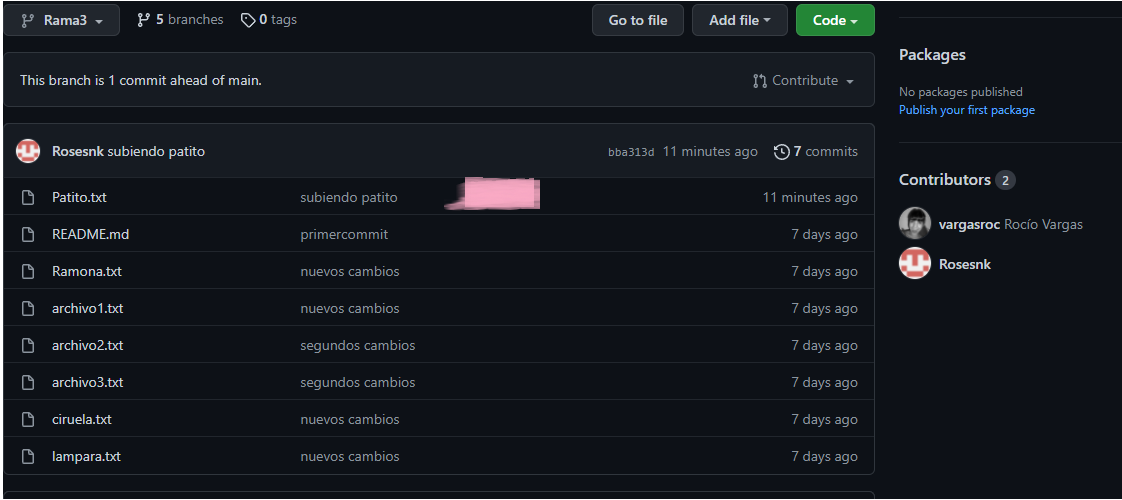 Rama3
5 branches
0 tags
Go to file
Add file
Code
This branch is 1 commit ahead of main.
Contribute
Rosesnk subiendo patito
bba313d 11 minutes ago
7 commits
Patito.txt subiendo patito 11 minutes ago
README.md primercommit 7 days ago
Ramona.txt nuevos cambios 7 days ago
archivo1.txt nuevos cambios 7 days ago
archivo2.txt segundos cambios 7 days ago
archivo3.txt segundos cambios 7 days ago
ciruela.txt nuevos cambios 7 days ago
lampara.txt nuevos cambios 7 days ago
Packages
No packages published
Publish your first package
Contributors 2
vargasroc Rocío Vargas
Rosesnk